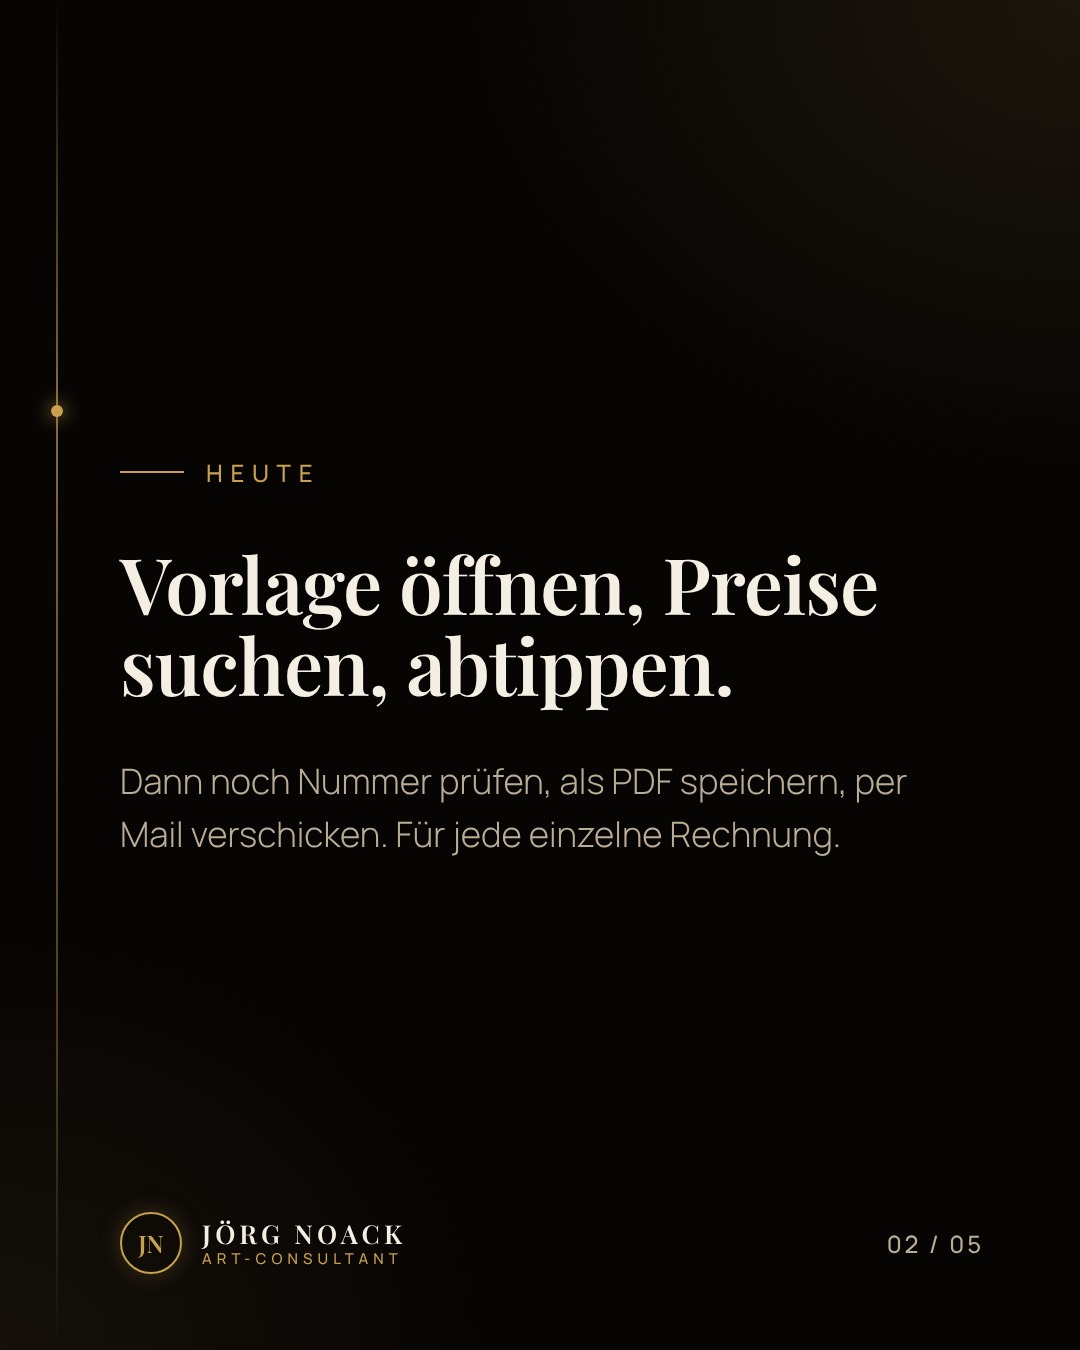 HEUTE
Vorlage öffnen, Preise
suchen, abtippen.
Dann noch Nummer prüfen, als PDF speichern, per
Mail verschicken. Für jede einzelne Rechnung.
JN
JÖRG NOACK
ART-CONSULTANT
02 / 05